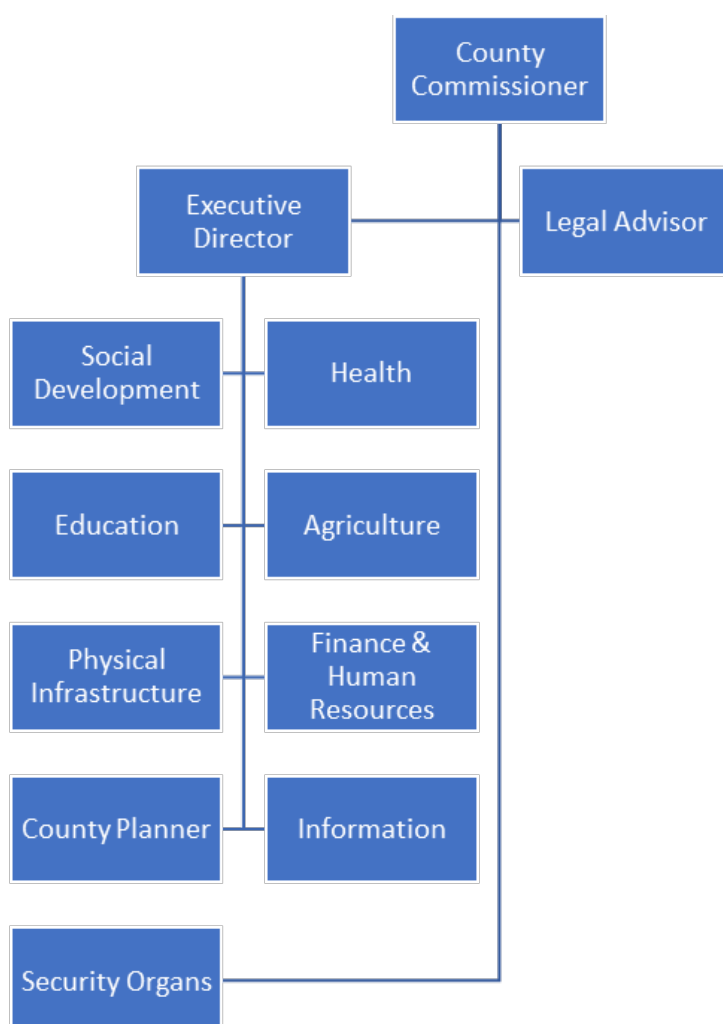 County
Commissioner
Executive
Director
Legal Advisor
Social
Development
Health
Education
Agriculture
Physical
Infrastructure
Finance &
Human
Resources
County Planner
Information
Security Organs